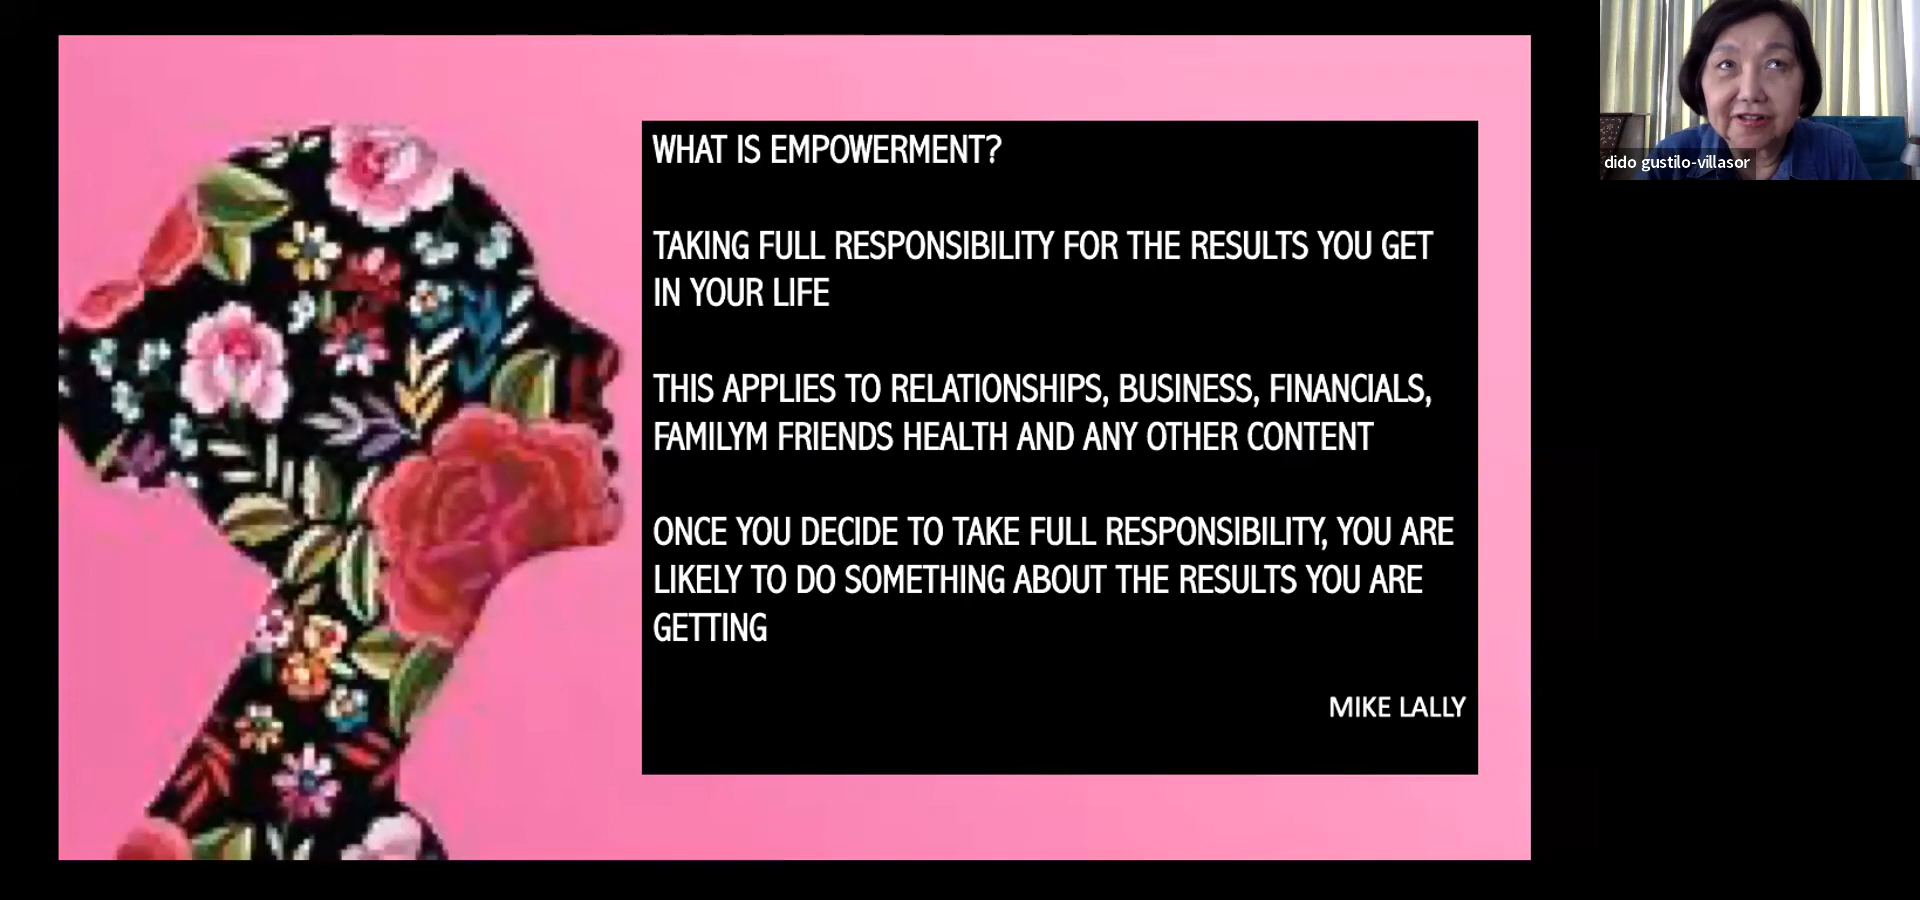 WHAT IS EMPOWERMENT?
TAKING FULL RESPONSIBILITY FOR THE RESULTS YOU GET
IN YOUR LIFE
THIS APPLIES TO RELATIONSHIPS, BUSINESS, FINANCIALS,
FAMILYM FRIENDS HEALTH AND ANY OTHER CONTENT
ONCE YOU DECIDE TO TAKE FULL RESPONSIBILITY, YOU ARE
LIKELY TO DO SOMETHING ABOUT THE RESULTS YOU ARE
GETTING
MIKE LALLY
dido gustilo-villasor